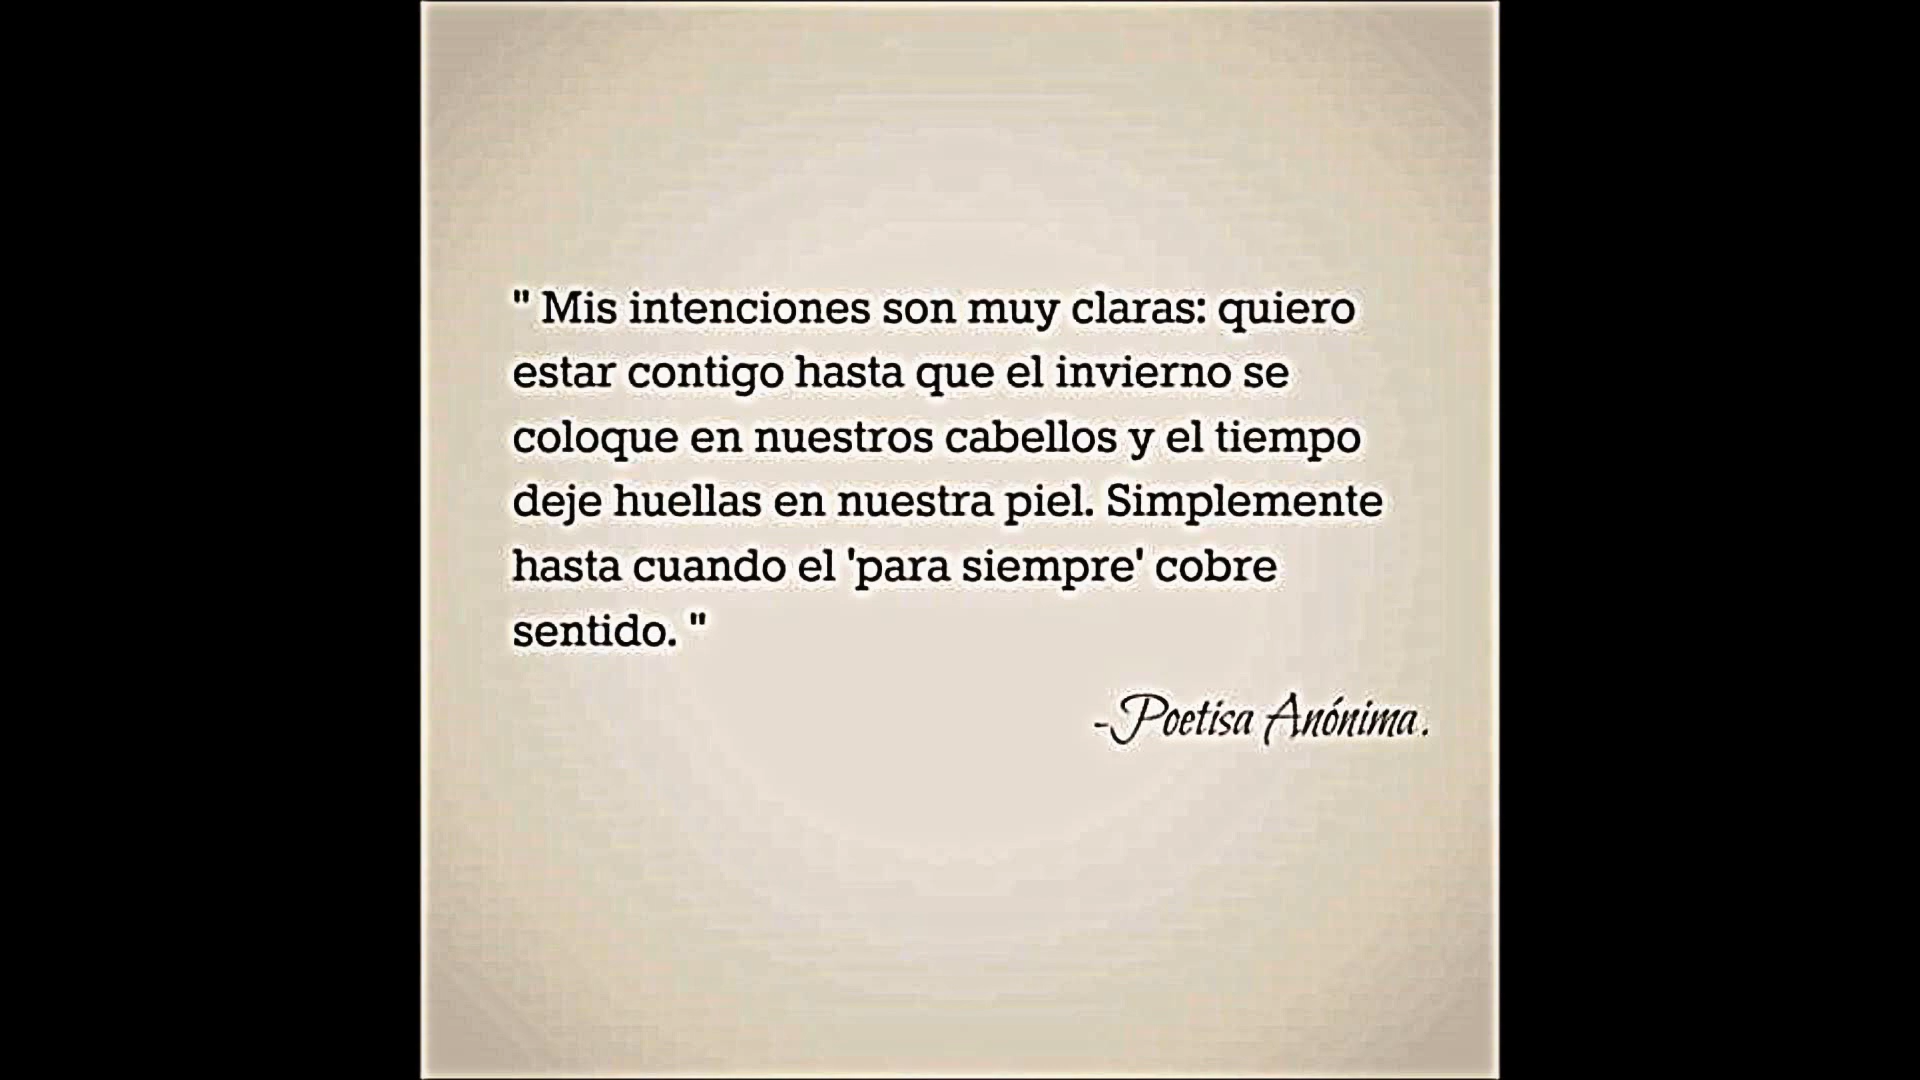 " Mis intenciones son muy claras: quiero
estar contigo hasta que el invierno se
coloque en nuestros cabellos y el tiempo
deje huellas en nuestra piel. Simplemente
hasta cuando el 'para siempre' cobre
sentido. "
-Poetisa Anónima.